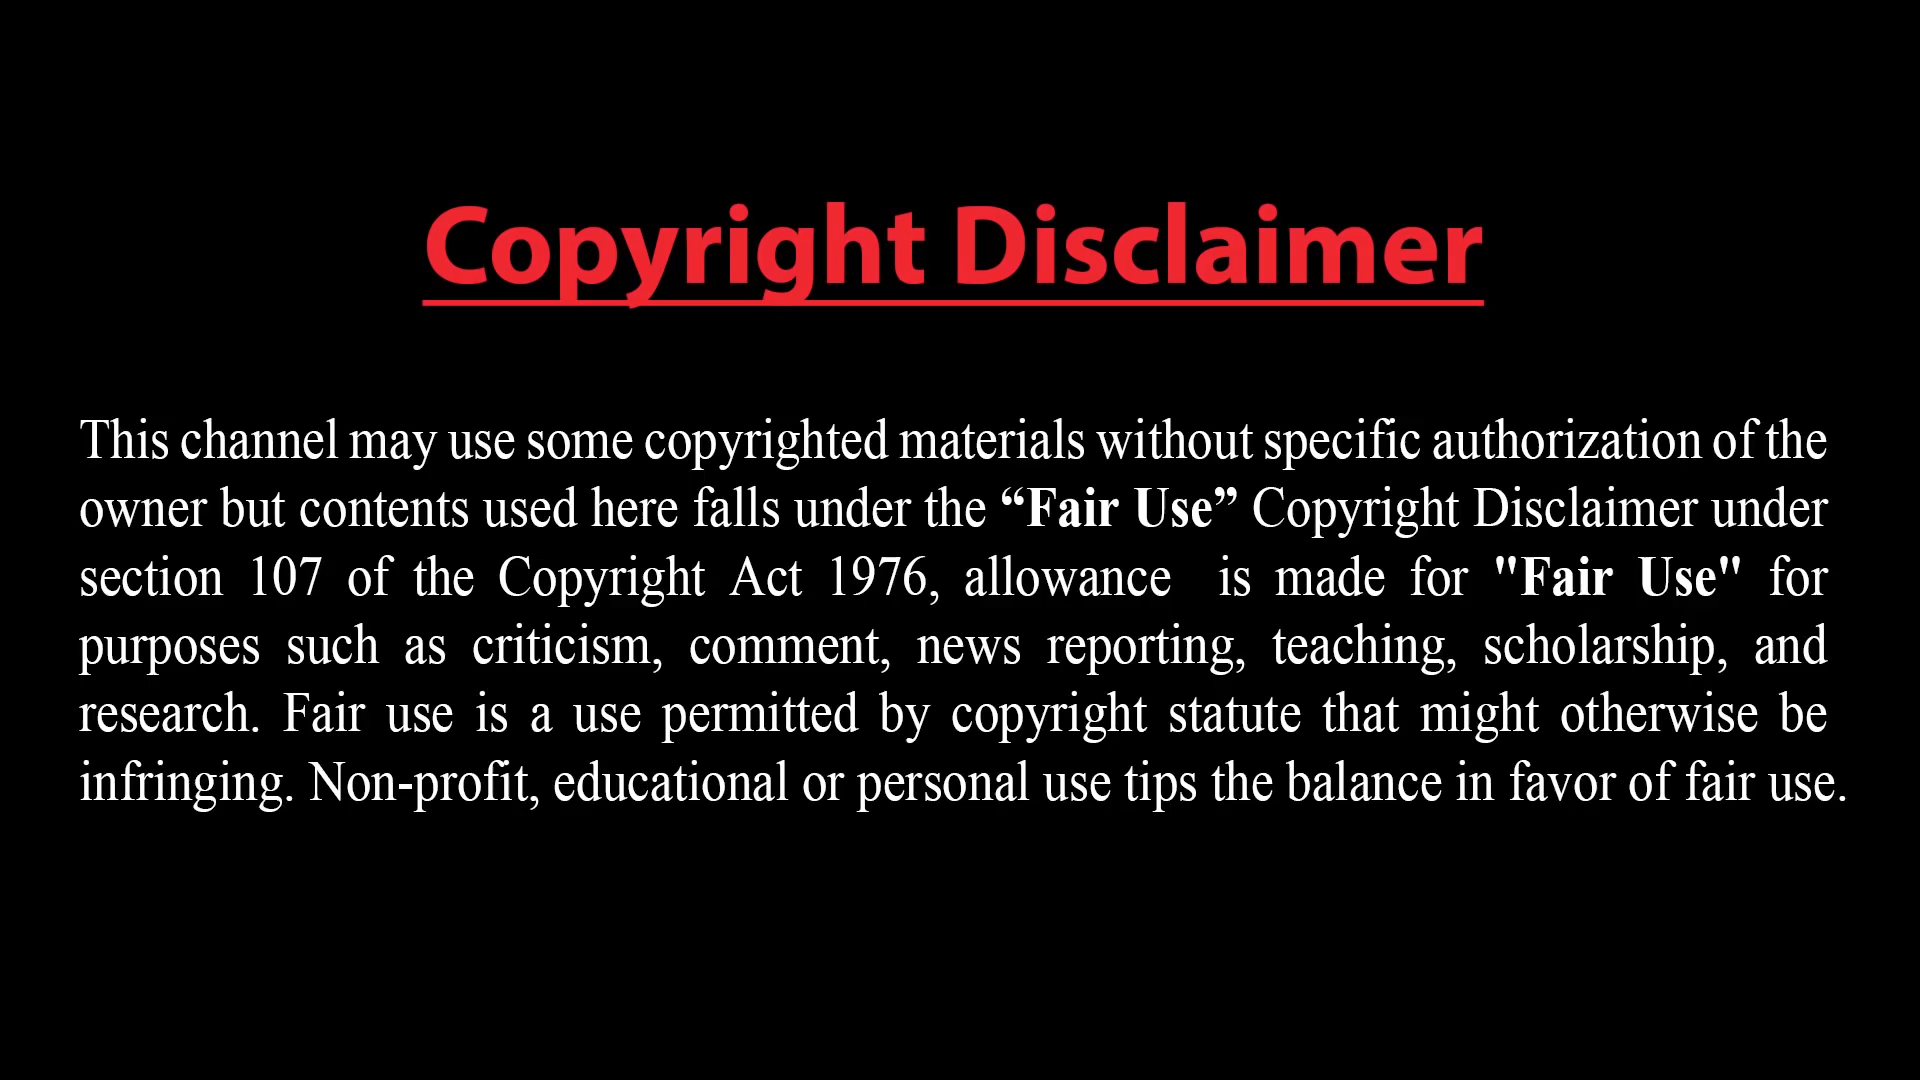 Copyright Disclaimer
This channel may use some copyrighted materials without specific authorization of the
owner but contents used here falls under the “Fair Use” Copyright Disclaimer under
section 107 of the Copyright Act 1976, allowance  is made for "Fair Use" for
purposes such as criticism, comment, news reporting, teaching, scholarship, and
research. Fair use is a use permitted by copyright statute that might otherwise be
infringing. Non-profit, educational or personal use tips the balance in favor of fair use.